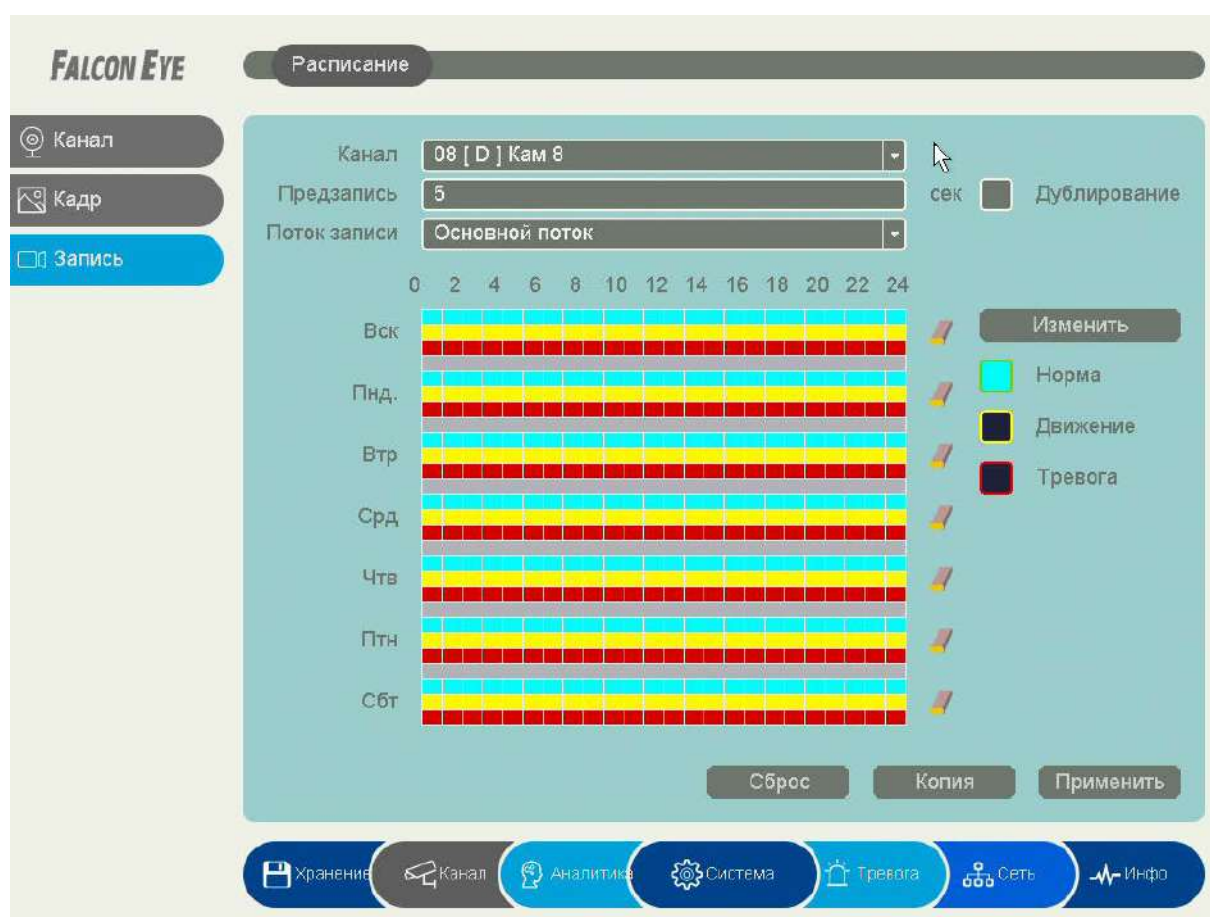 FALCON EYE
Расписание
Канал
Кадр
Запись
Канал 08 [ D ] Кам 8
Предзапись 5 сек Дублирование
Поток записи Основной поток
0 2 4 6 8 10 12 14 16 18 20 22 24
Вск
Пнд.
Втр
Срд
Чтв
Птн
Сбт
Изменить
Норма
Движение
Тревога
Сброс Копия Применить
Хранение Канал Аналитика Система Тревога Сеть Инфо